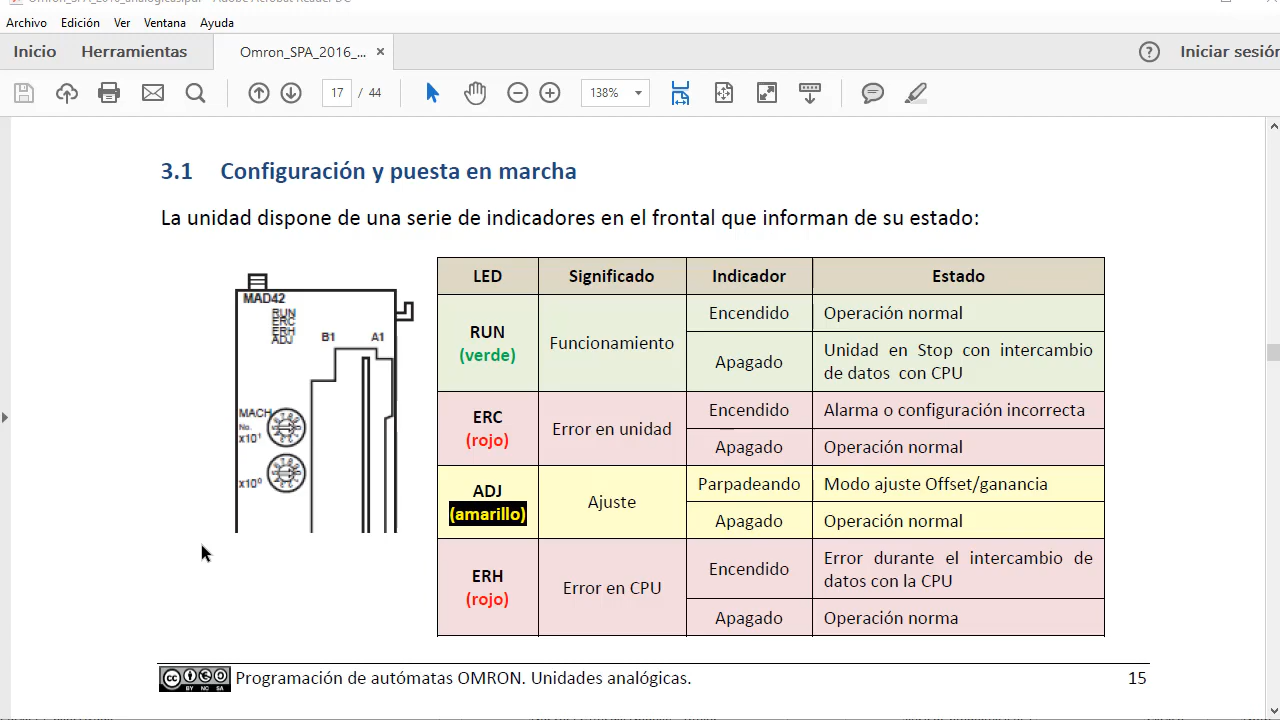 Archivo Edición Ver Ventana Ayuda
Inicio Herramientas Omron_SPA_2016_... × ? Iniciar sesión
17 / 44 138%
3.1 Configuración y puesta en marcha
La unidad dispone de una serie de indicadores en el frontal que informan de su estado:
MAD42
RUN
ERC
ERH
ADJ
B1 A1
MACH
No.
x10¹
x10⁰
LED Significado Indicador Estado
RUN
(verde)
Funcionamiento
Encendido Operación normal
Apagado Unidad en Stop con intercambio
de datos con CPU
ERC
(rojo)
Error en unidad
Encendido Alarma o configuración incorrecta
Apagado Operación normal
ADJ
(amarillo)
Ajuste
Parpadeando Modo ajuste Offset/ganancia
Apagado Operación normal
ERH
(rojo)
Error en CPU
Encendido Error durante el intercambio de
datos con la CPU
Apagado Operación norma
cc BY NC SA Programación de autómatas OMRON. Unidades analógicas. 15